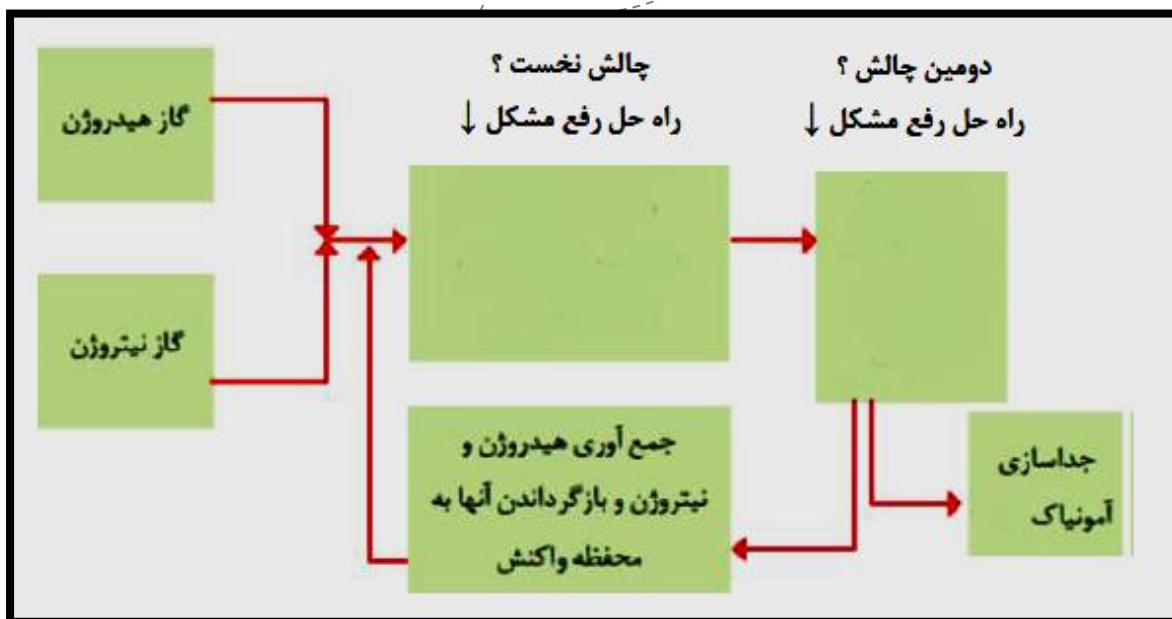 گاز هیدروژن
گاز نیتروژن
چالش نخست ؟
راه حل رفع مشکل ↓
دومین چالش ؟
راه حل رفع مشکل ↓
جمع آوری هیدروژن و
نیتروژن و بازگرداندن آنها به
محفظه واکنش
جداسازی
آمونیاک